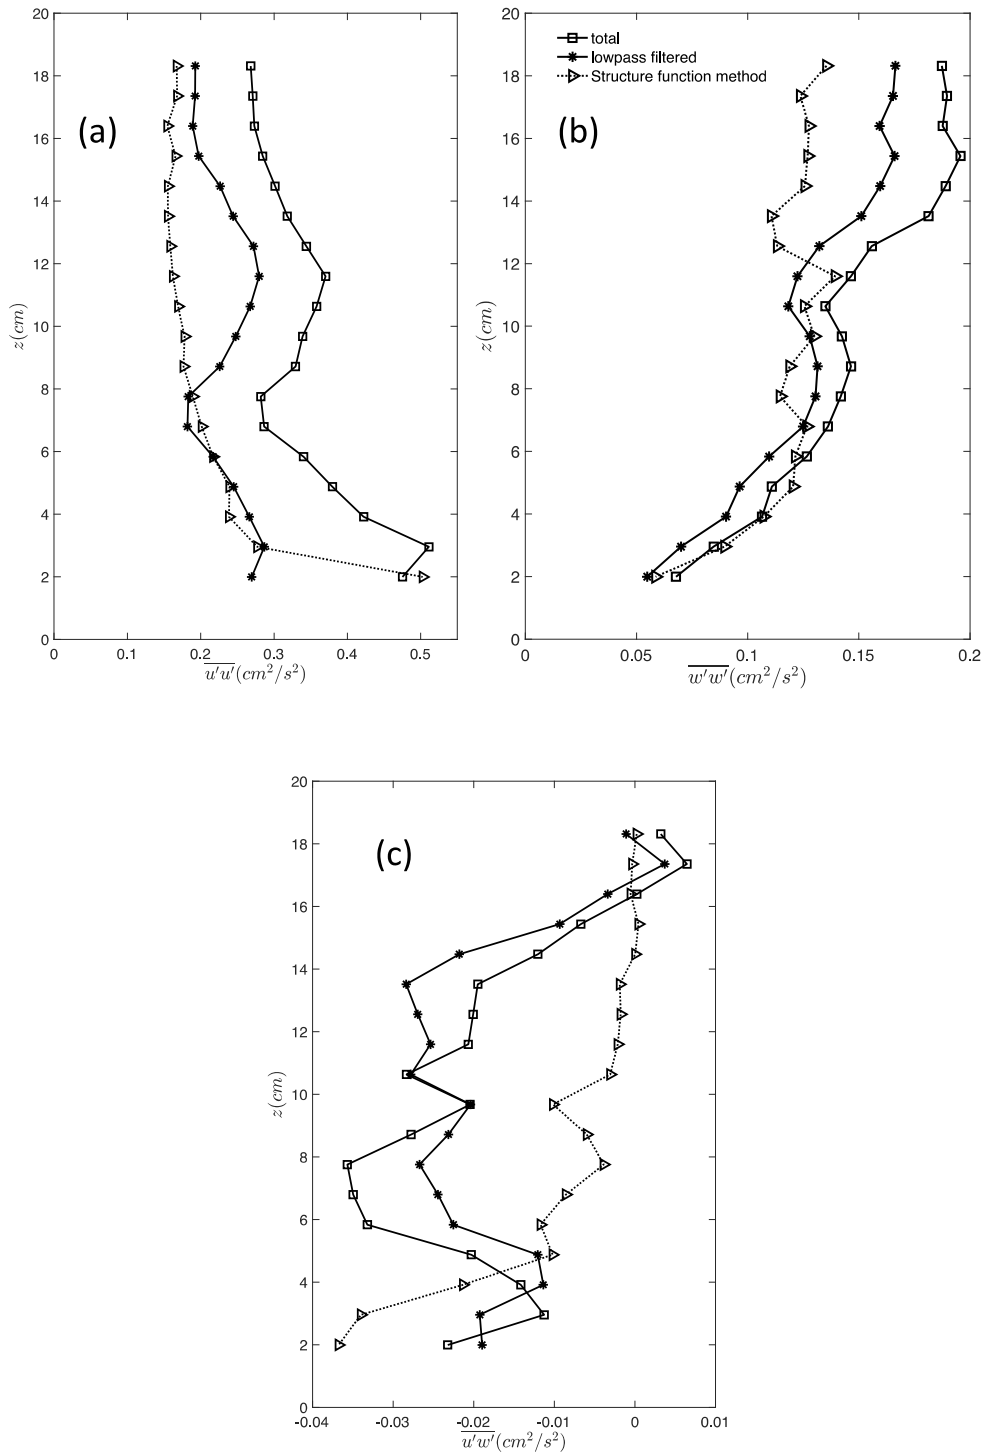 20
18
16
14
12
10
8
6
4
2
0
z(cm)
(a)
0 0.1 0.2 0.3 0.4 0.5
u'u'(cm²/s²)
20
18
16
14
12
10
8
6
4
2
0
z(cm)
(b)
total
lowpass filtered
Structure function method
0 0.05 0.1 0.15 0.2
w'w'(cm²/s²)
20
18
16
14
12
10
8
6
4
2
0
z(cm)
(c)
-0.04 -0.03 -0.02 -0.01 0 0.01
u'w'(cm²/s²)